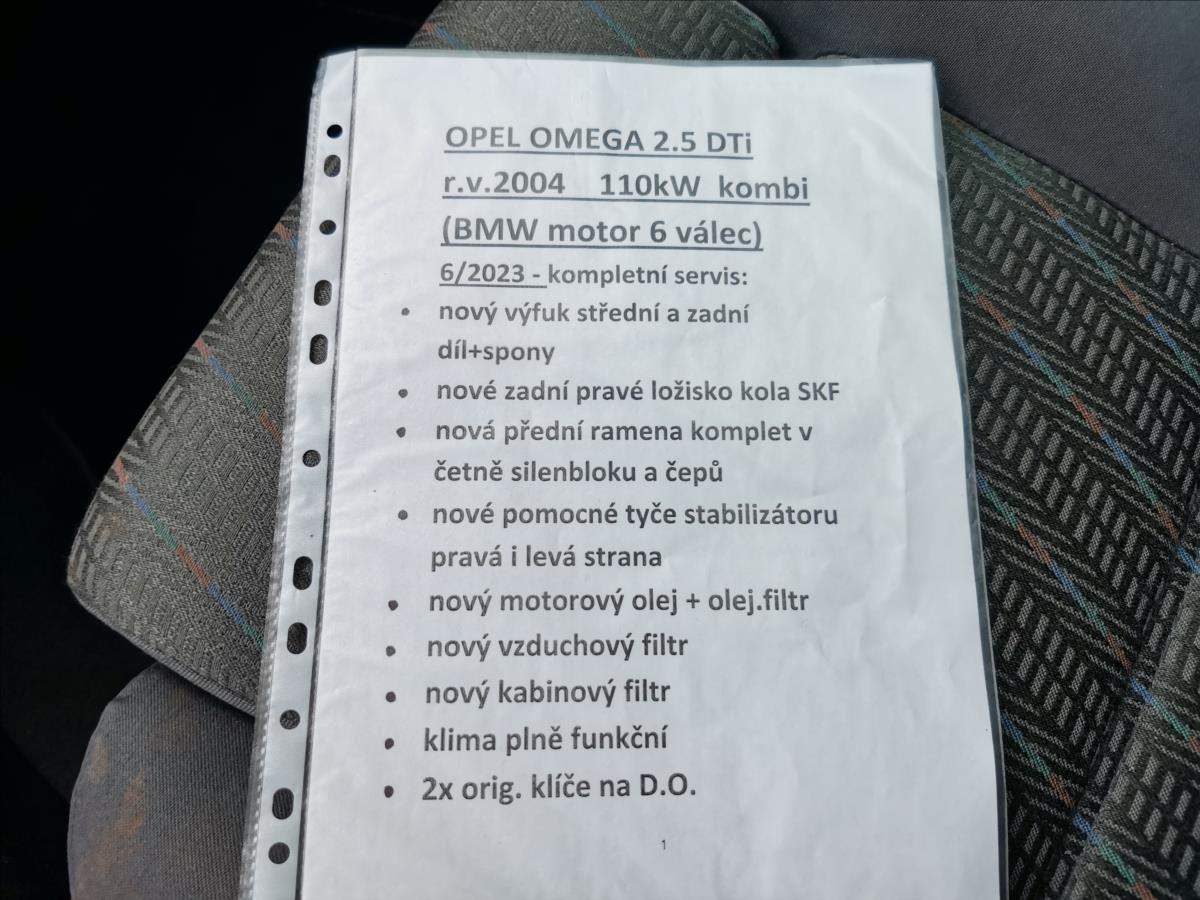 OPEL OMEGA 2.5 DTi
r.v.2004 110kW kombi
(BMW motor 6 válec)
6/2023 - kompletní servis:
• nový výfuk střední a zadní
díl+spony
• nové zadní pravé ložisko kola SKF
• nová přední ramena komplet v
četně silenbloku a čepů
• nové pomocné tyče stabilizátoru
pravá i levá strana
• nový motorový olej + olej.filtr
• nový vzduchový filtr
• nový kabinový filtr
• klima plně funkční
• 2x orig. klíče na D.O.
1